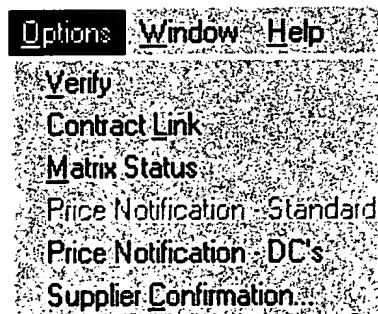 Options Window Help
Verify
Contract Link
Matrix Status
Price Notification - Standard
Price Notification - DC's
Supplier Confirmation...